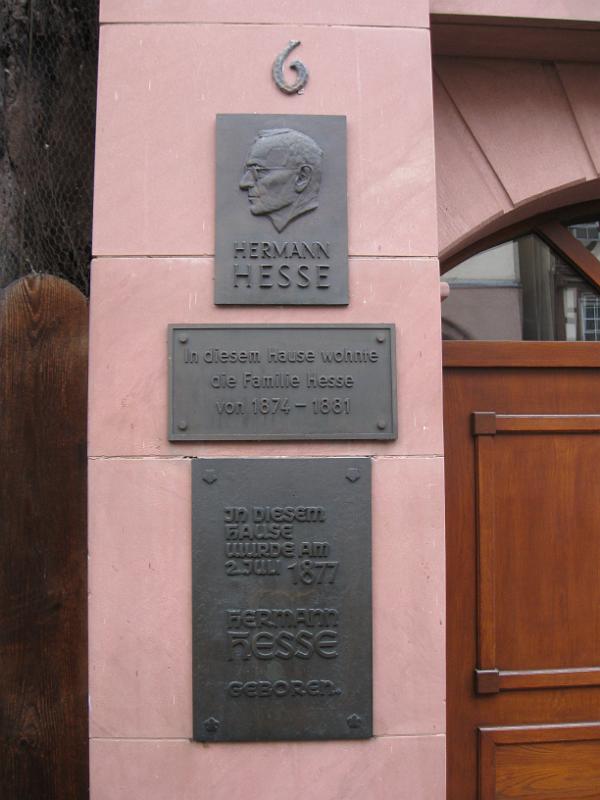 6
HERMANN
HESSE
In diesem Hause wohnte
die Familie Hesse
von 1874 – 1881
IN DIESEM
HAUSE
WURDE AM
2. JULI 1877
HERMANN
HESSE
GEBOREN.